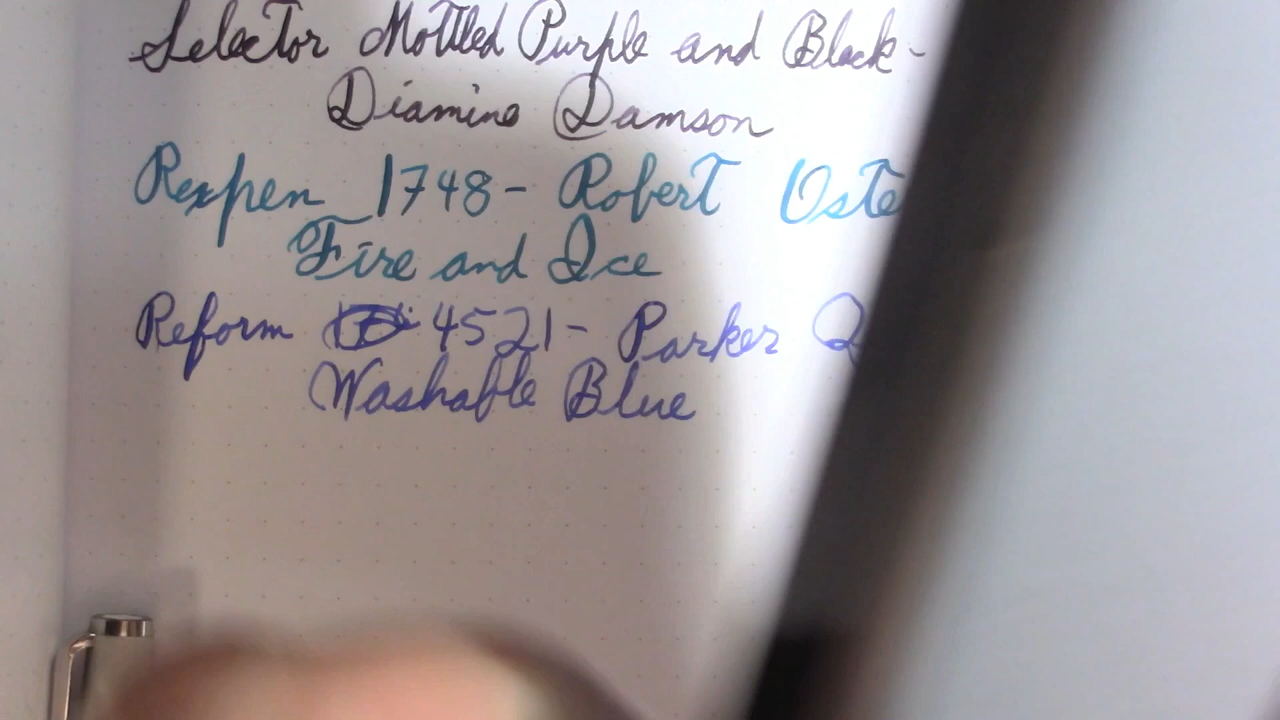 Selector Mottled Purple and Black-
Diamine Damson
Rexpen 1748- Robert Oste
Fire and Ice
Reform 4521- Parker Q
Washable Blue